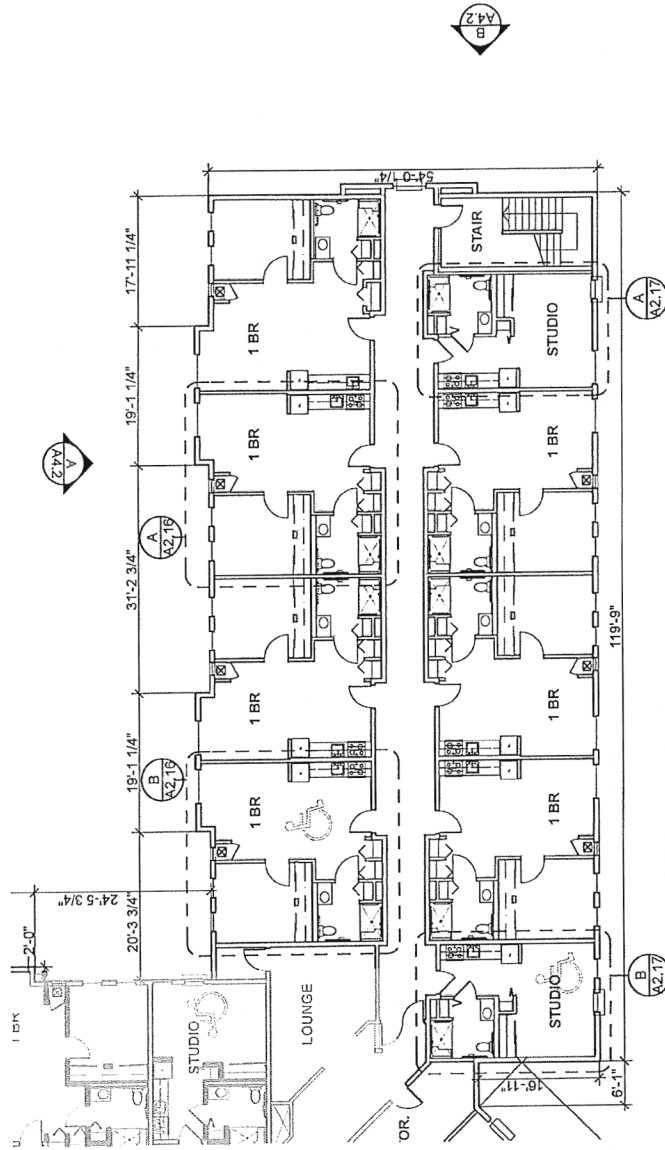 B
A4.2
54'-0 1/4"
17'-11 1/4"
19'-1 1/4"
31'-2 3/4"
19'-1 1/4"
20'-3 3/4"
24'-5 3/4"
2'-0"
A
A4.2
A
A2.16
B
A2.16
1 BR
1 BR
1 BR
1 BR
1 BR
STUDIO
LOUNGE
STAIR
STUDIO
1 BR
1 BR
1 BR
STUDIO
A
A2.17
B
A2.17
119'-9"
16'-11"
6'-1"
OR.